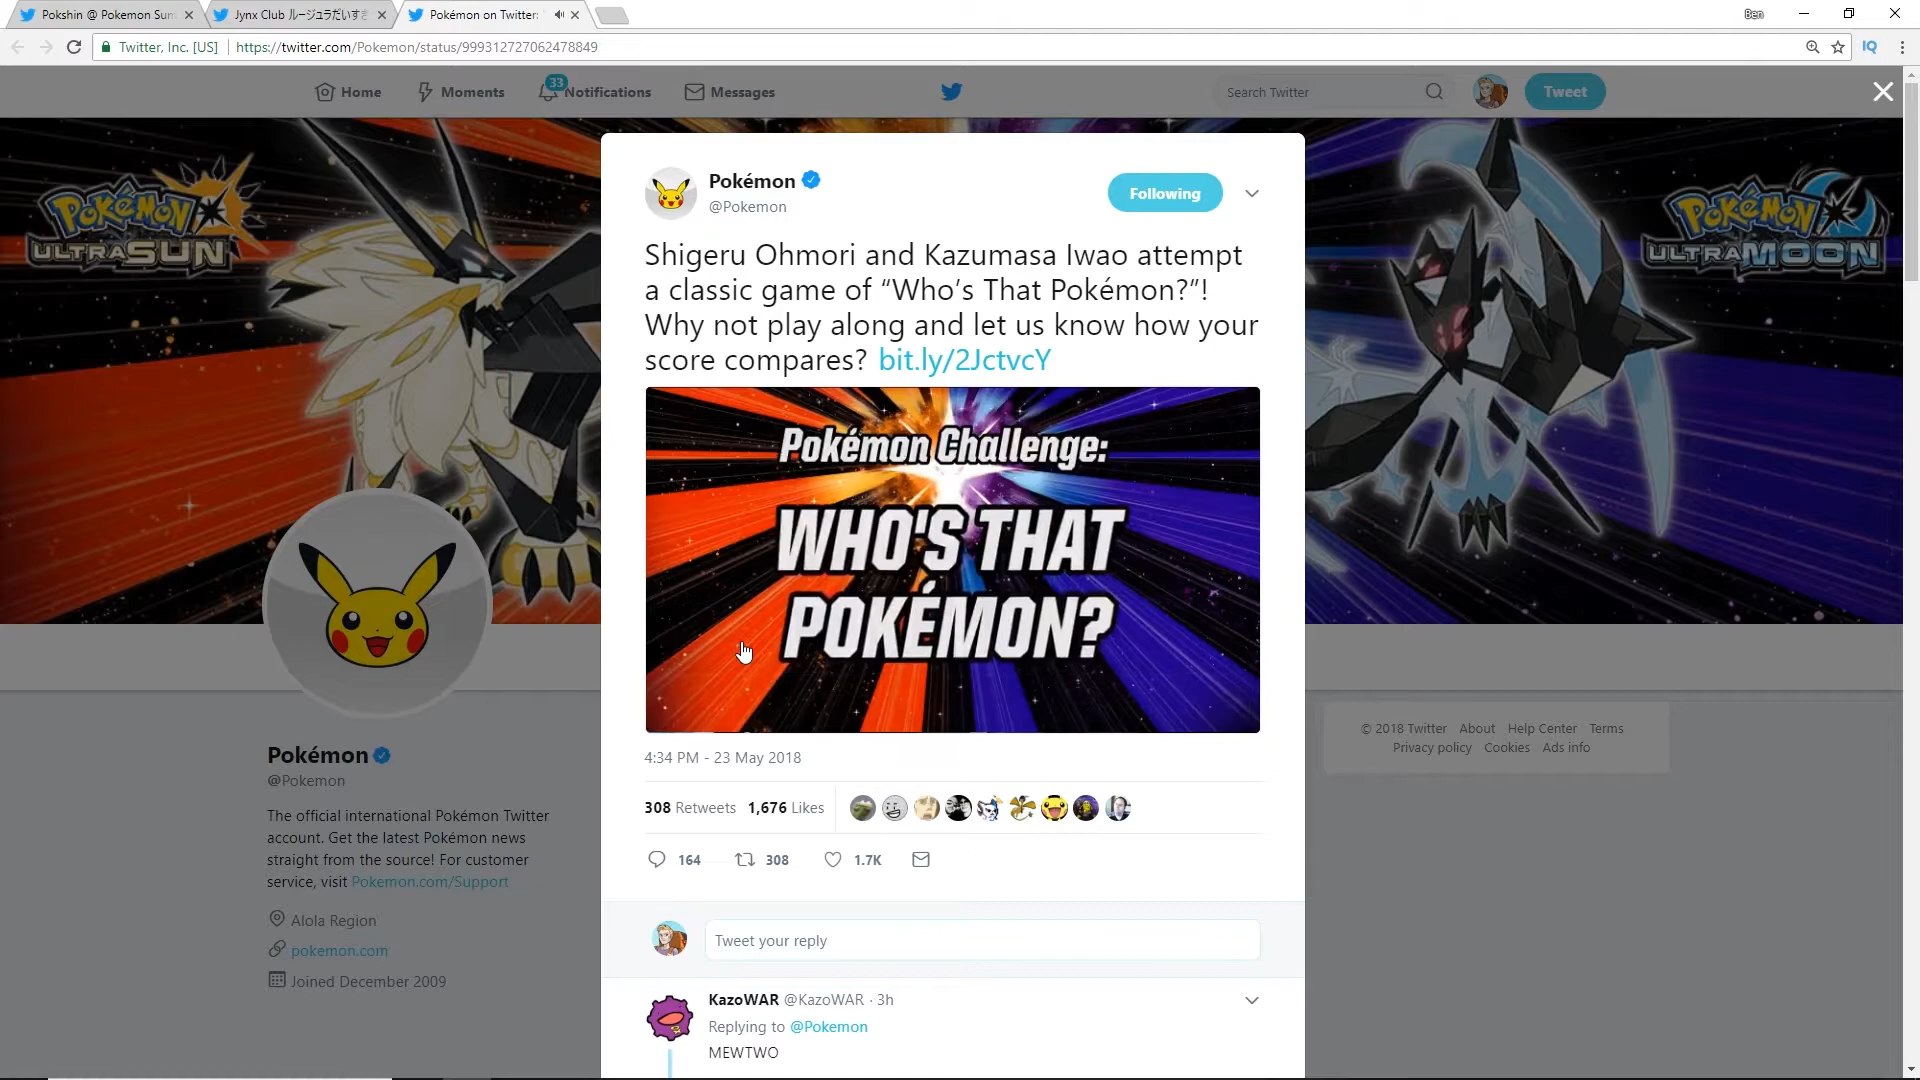 Pokshin @ Pokemon Sun
Jynx Club ルージュラだいすき
Pokémon on Twitter:
Ben
Twitter, Inc. [US]
https://twitter.com/Pokemon/status/999312727062478849
IQ
Home
Moments
33
Notifications
Messages
Search Twitter
Tweet
POKÉMON
ULTRASUN
POKÉMON
ULTRAMOON
Pokémon
@Pokemon
Following
Shigeru Ohmori and Kazumasa Iwao attempt
a classic game of “Who’s That Pokémon?”!
Why not play along and let us know how your
score compares? bit.ly/2JctvcY
Pokémon Challenge:
WHO'S THAT
POKÉMON?
4:34 PM - 23 May 2018
308 Retweets 1,676 Likes
164 308 1.7K
Tweet your reply
KazoWAR @KazoWAR · 3h
Replying to @Pokemon
MEWTWO
Pokémon
@Pokemon
The official international Pokémon Twitter
account. Get the latest Pokémon news
straight from the source! For customer
service, visit Pokemon.com/Support
Alola Region
pokemon.com
Joined December 2009
© 2018 Twitter About Help Center Terms
Privacy policy Cookies Ads info